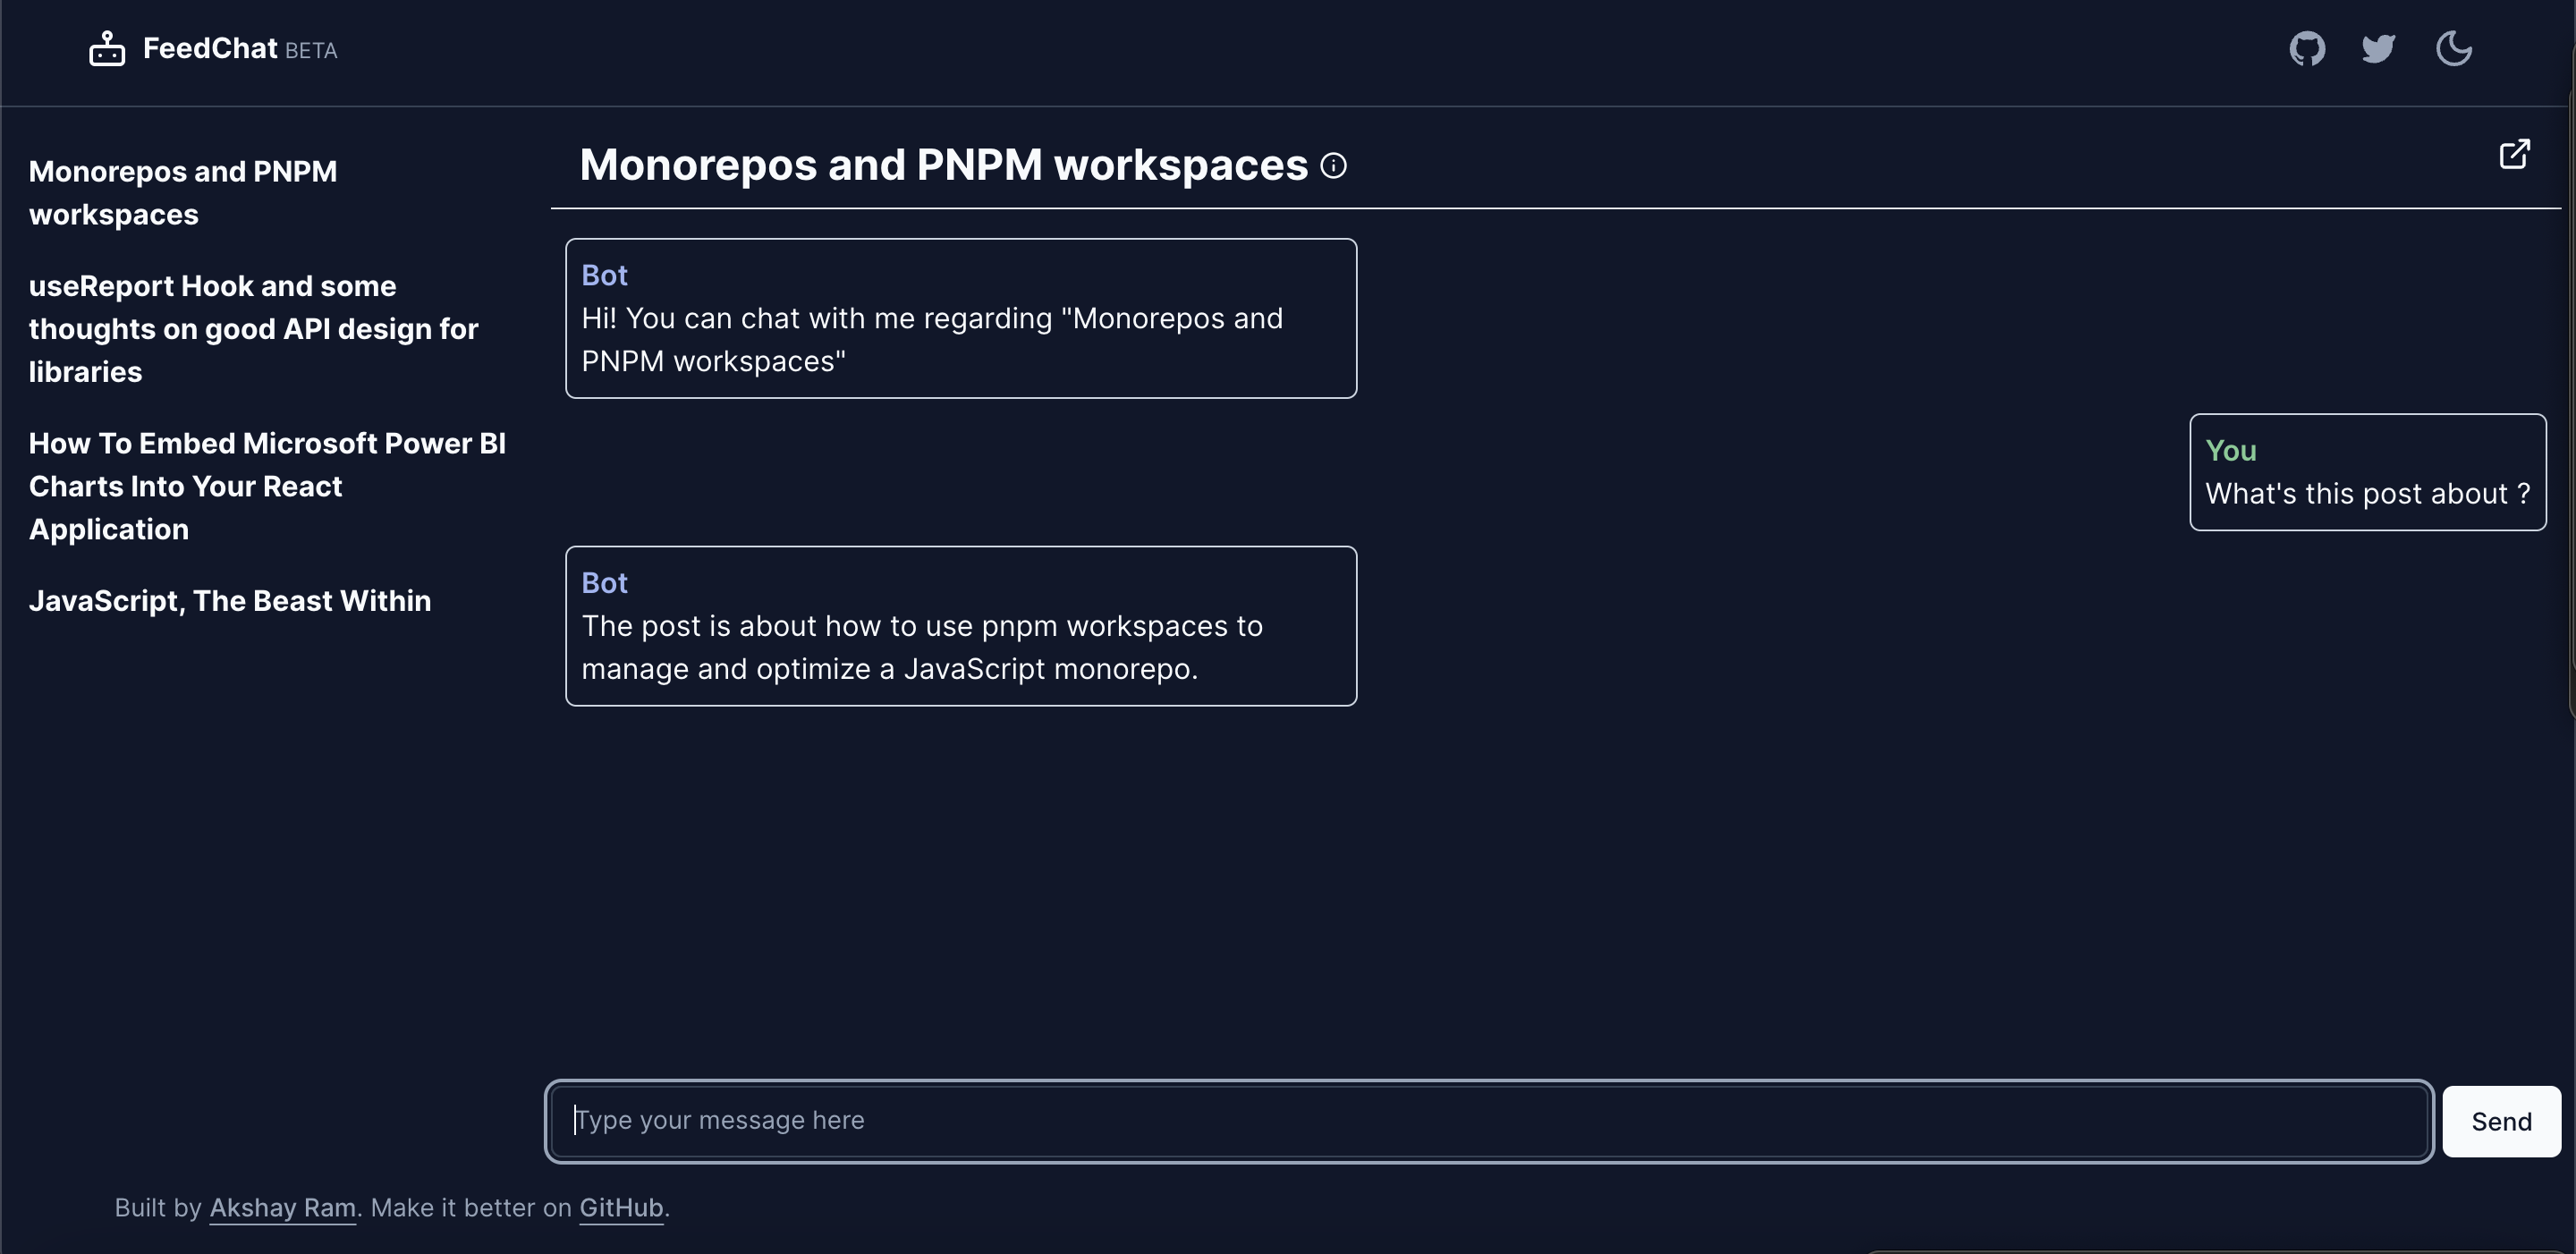 FeedChat BETA
Monorepos and PNPM
workspaces
useReport Hook and some
thoughts on good API design for
libraries
How To Embed Microsoft Power BI
Charts Into Your React
Application
JavaScript, The Beast Within
Monorepos and PNPM workspaces
Bot
Hi! You can chat with me regarding "Monorepos and
PNPM workspaces"
You
What's this post about ?
Bot
The post is about how to use pnpm workspaces to
manage and optimize a JavaScript monorepo.
Type your message here
Send
Built by Akshay Ram. Make it better on GitHub.